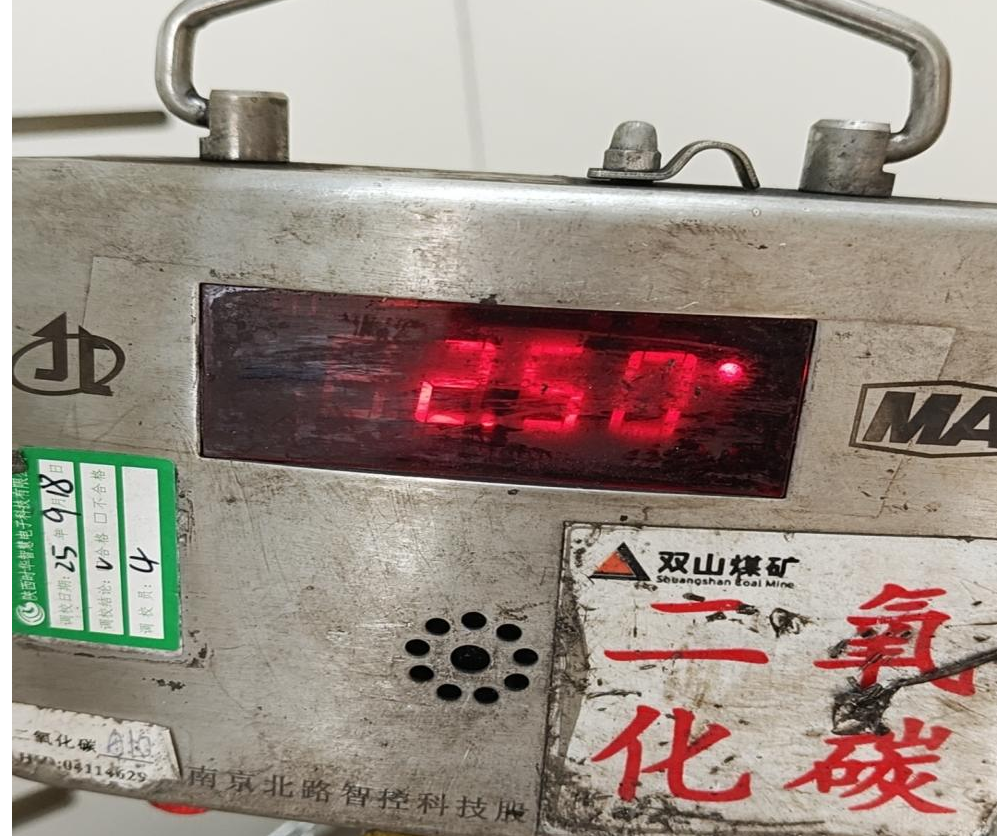 2.50
MA
陕西时华智慧电子科技有限
调校日期: 25 年 9 月 18 日
调校结论: √合格 □不合格
调 校 员: 4
双山煤矿
Shuangshan Coal Mine
二氧
化碳
二氧化碳
04114629
南京北路智控科技股